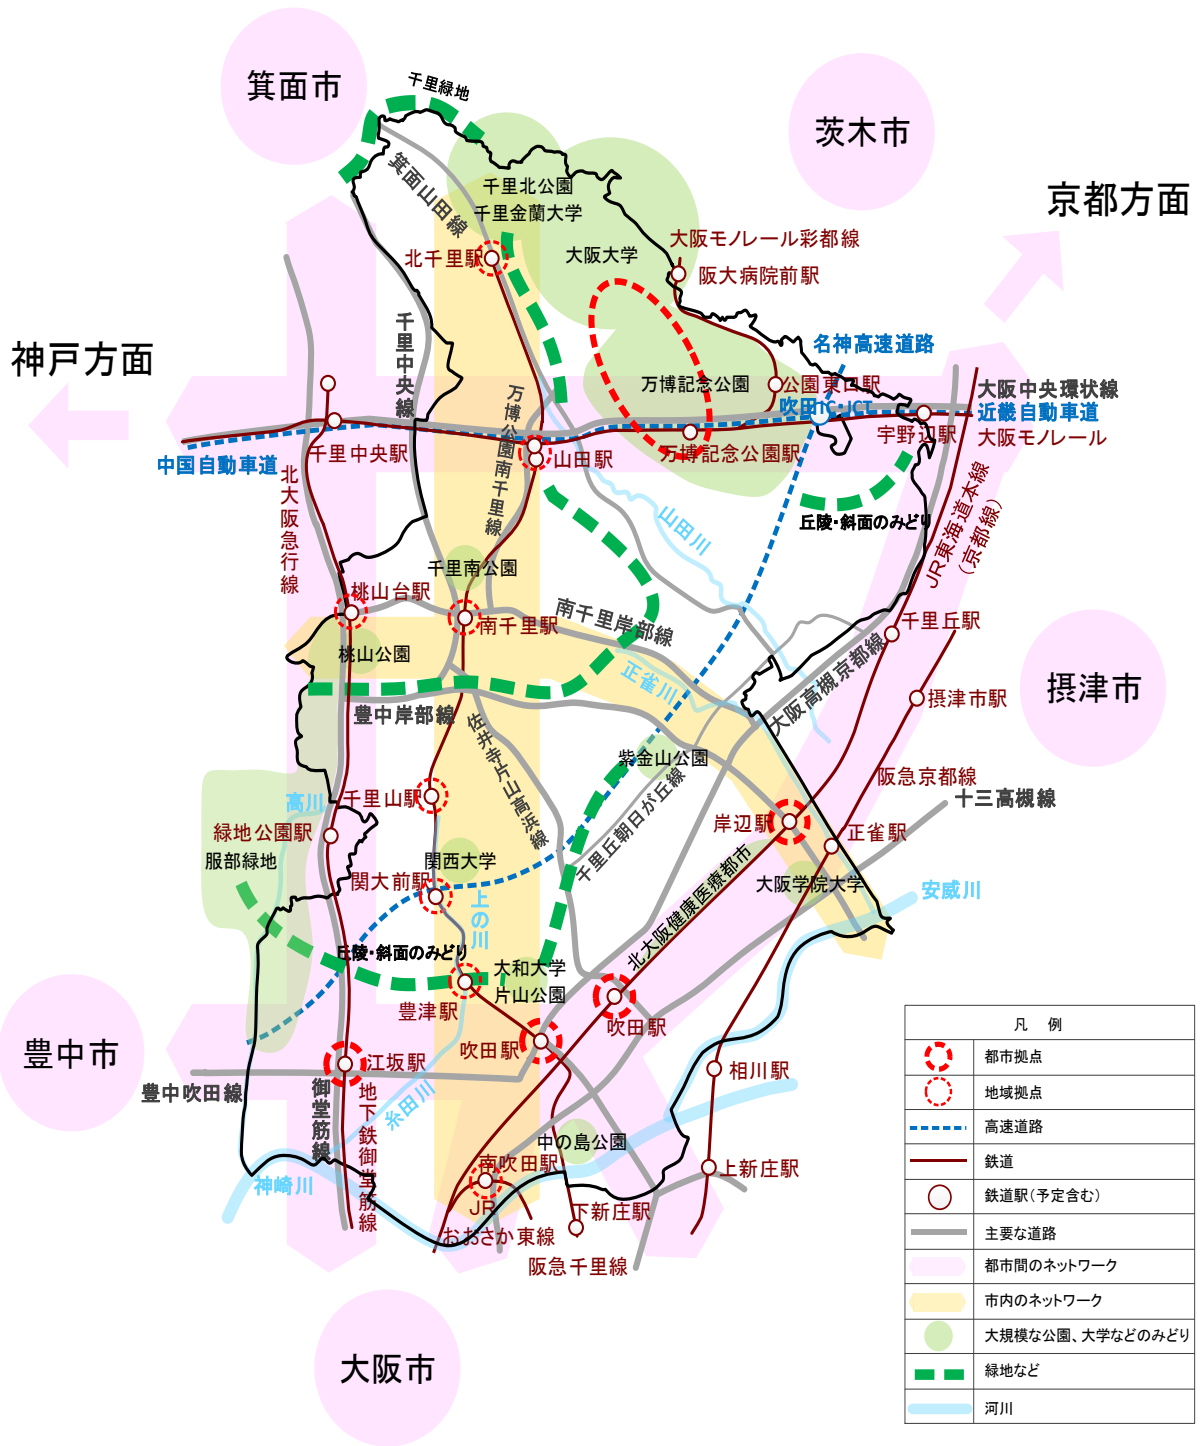 箕面市
千里緑地
茨木市
京都方面
箕面山田線
千里北公園
千里金蘭大学
大阪大学
大阪モノレール彩都線
阪大病院前駅
北千里駅
神戸方面
千里中央線
名神高速道路
万博記念公園
公園東口駅
大阪中央環状線
吹田IC・JCT
近畿自動車道
宇野辺駅
大阪モノレール
万博公園南千里線
中国自動車道
千里中央駅
山田駅
万博記念公園駅
北大阪急行線
丘陵・斜面のみどり
山田川
JR東海道本線
（京都線）
千里南公園
桃山台駅
南千里駅
南千里岸部線
千里丘駅
桃山公園
正雀川
大阪高槻京都線
摂津市駅
摂津市
豊中岸部線
佐井寺片山高浜線
紫金山公園
千里丘朝日が丘線
阪急京都線
十三高槻線
高川
千里山駅
岸辺駅
正雀駅
緑地公園駅
服部緑地
関西大学
関大前駅
上の川
北大阪健康医療都市
大阪学院大学
安威川
丘陵・斜面のみどり
大和大学
片山公園
豊津駅
吹田駅
吹田駅
豊中市
江坂駅
相川駅
豊中吹田線
御堂筋線
地下鉄御堂筋線
糸田川
中の島公園
南吹田駅
上新庄駅
神崎川
JR
おおさか東線
下新庄駅
阪急千里線
大阪市
凡 例
都市拠点
地域拠点
高速道路
鉄道
鉄道駅（予定含む）
主要な道路
都市間のネットワーク
市内のネットワーク
大規模な公園、大学などのみどり
緑地など
河川